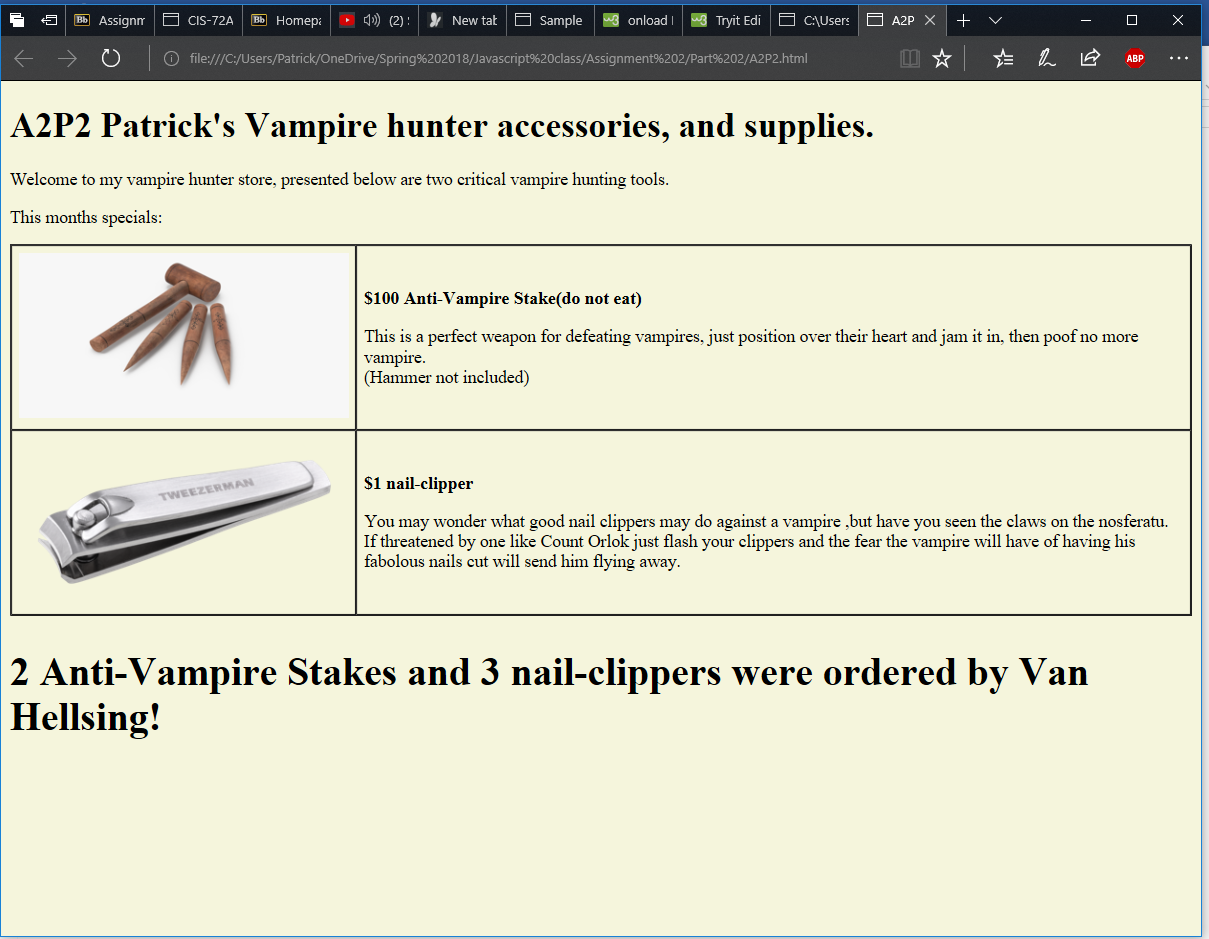 Assignm
CIS-72A
Homepa
(2)
New tab
Sample
onload
Tryit Edi
C:\Users
A2P
file:///C:/Users/Patrick/OneDrive/Spring%202018/Javascript%20class/Assignment%202/Part%202/A2P2.html
ABP
A2P2 Patrick's Vampire hunter accessories, and supplies.
Welcome to my vampire hunter store, presented below are two critical vampire hunting tools.
This months specials:
$100 Anti-Vampire Stake(do not eat)
This is a perfect weapon for defeating vampires, just position over their heart and jam it in, then poof no more
vampire.
(Hammer not included)
TWEEZERMAN
$1 nail-clipper
You may wonder what good nail clippers may do against a vampire ,but have you seen the claws on the nosferatu.
If threatened by one like Count Orlok just flash your clippers and the fear the vampire will have of having his
fabolous nails cut will send him flying away.
2 Anti-Vampire Stakes and 3 nail-clippers were ordered by Van
Hellsing!